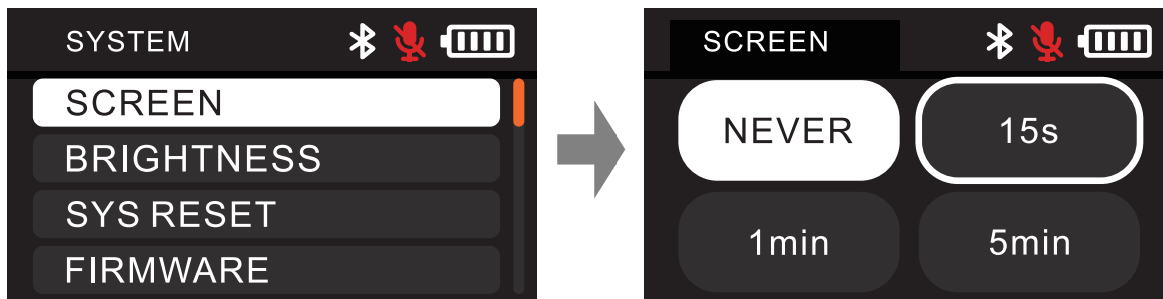 SYSTEM
SCREEN
BRIGHTNESS
SYS RESET
FIRMWARE
SCREEN
NEVER 15s
1min 5min